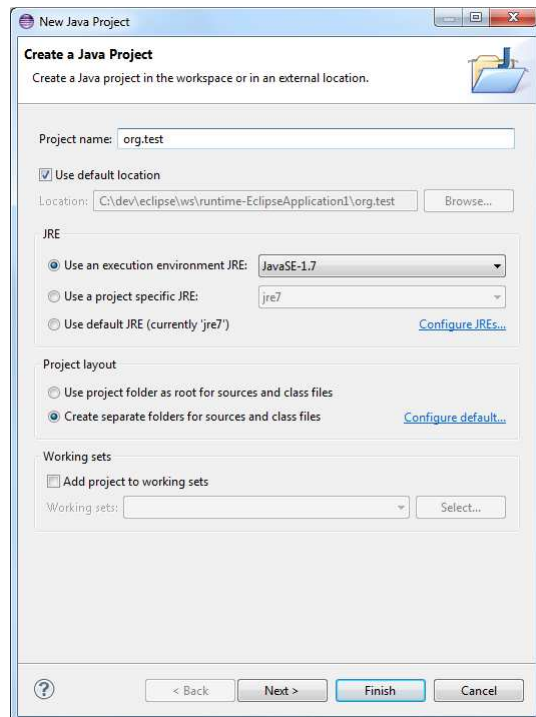 New Java Project
Create a Java Project
Create a Java project in the workspace or in an external location.
Project name: org.test
Use default location
Location: C:\dev\eclipse\ws\runtime-EclipseApplication1\org.test Browse...
JRE
Use an execution environment JRE: JavaSE-1.7
Use a project specific JRE: jre7
Use default JRE (currently 'jre7') Configure JREs...
Project layout
Use project folder as root for sources and class files
Create separate folders for sources and class files Configure default...
Working sets
Add project to working sets
Working sets: Select...
? < Back Next > Finish Cancel